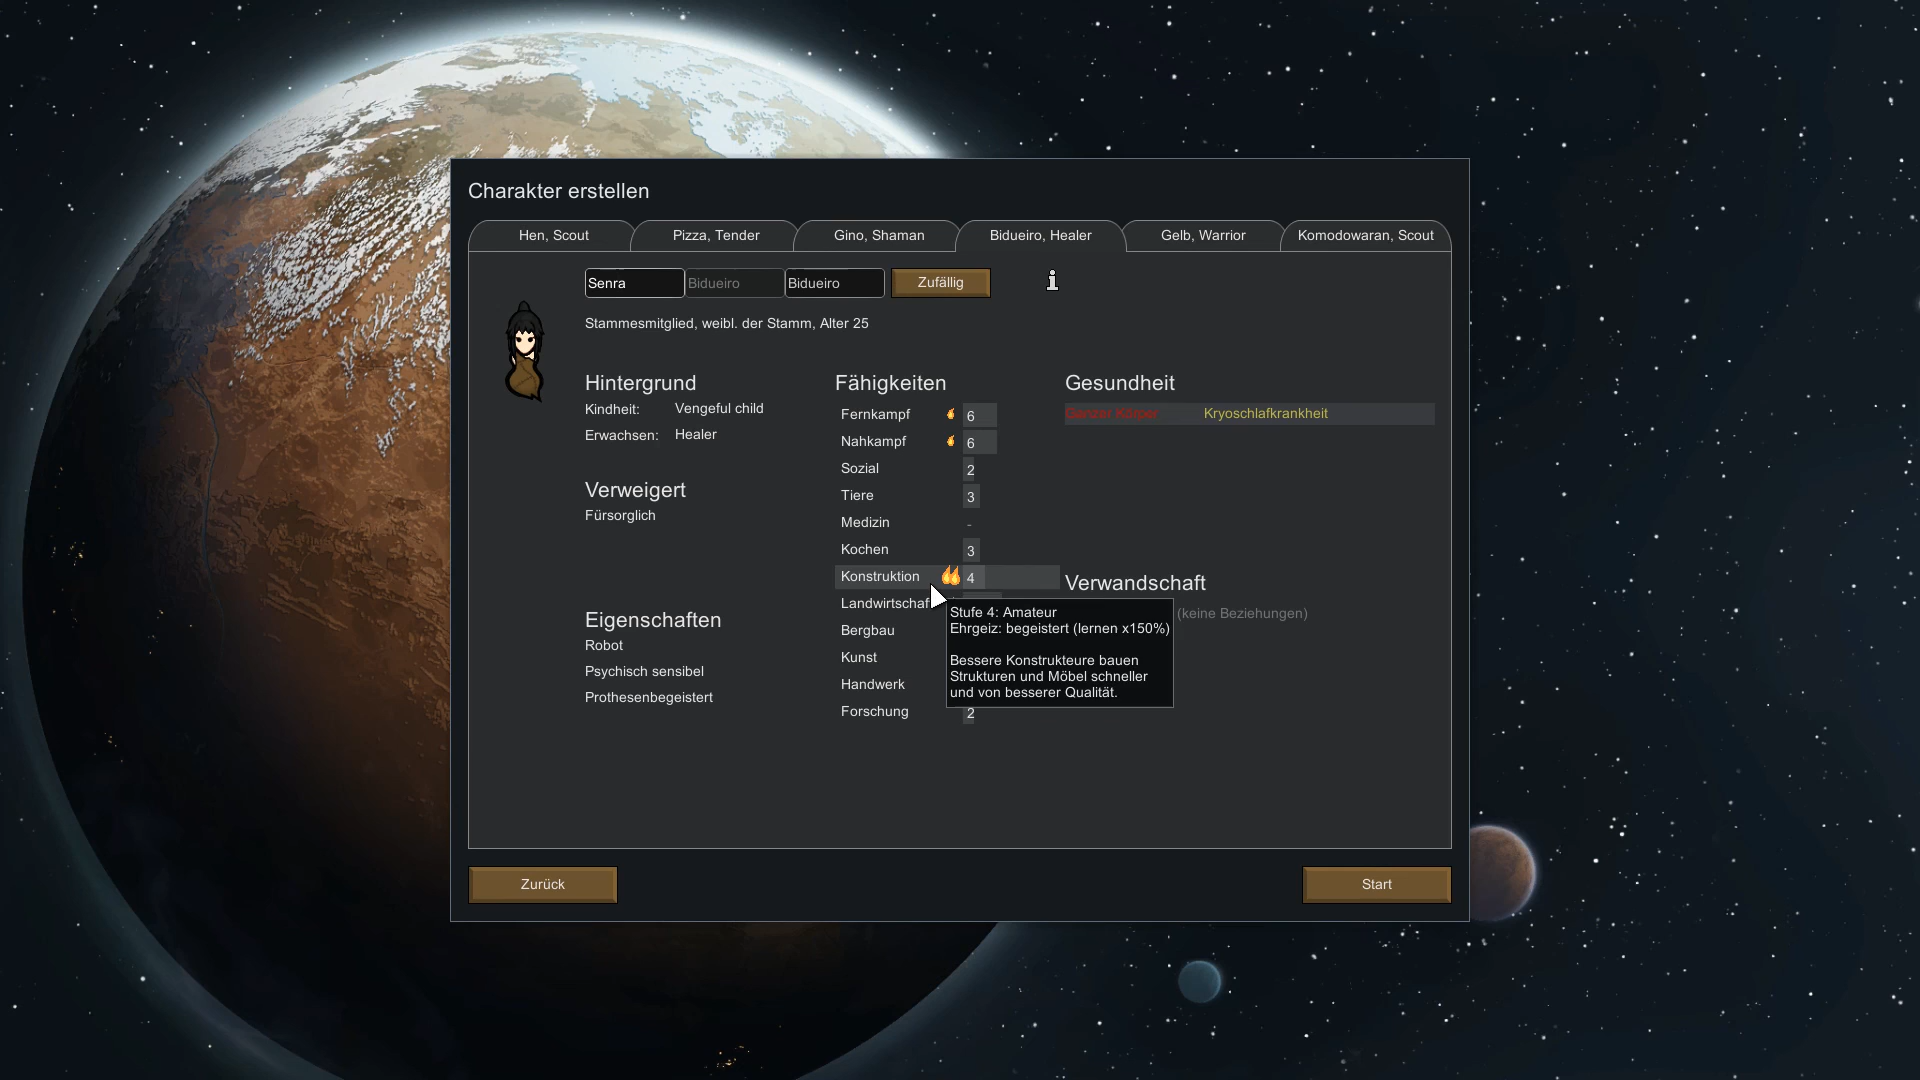 Charakter erstellen
Hen, Scout
Pizza, Tender
Gino, Shaman
Bidueiro, Healer
Gelb, Warrior
Komodowaran, Scout
Senra
Bidueiro
Bidueiro
Zufällig
Stammesmitglied, weibl. der Stamm, Alter 25
Hintergrund
Kindheit: Vengeful child
Erwachsen: Healer
Verweigert
Fürsorglich
Eigenschaften
Robot
Psychisch sensibel
Prothesenbegeistert
Fähigkeiten
Fernkampf 6
Nahkampf 6
Sozial 2
Tiere 3
Medizin -
Kochen 3
Konstruktion 4
Landwirtschaf
Bergbau
Kunst
Handwerk
Forschung 2
Stufe 4: Amateur
Ehrgeiz: begeistert (lernen x150%)
Bessere Konstrukteure bauen
Strukturen und Möbel schneller
und von besserer Qualität.
Gesundheit
Ganzer Körper Kryoschlafkrankheit
Verwandschaft
(keine Beziehungen)
Zurück
Start